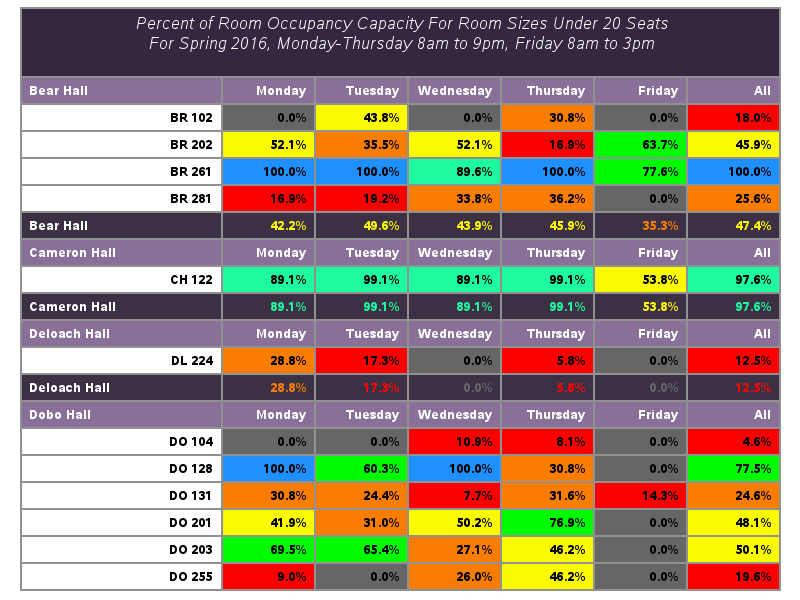 Percent of Room Occupancy Capacity For Room Sizes Under 20 Seats
For Spring 2016, Monday-Thursday 8am to 9pm, Friday 8am to 3pm
Bear Hall Monday Tuesday Wednesday Thursday Friday All
BR 102 0.0% 43.8% 0.0% 30.8% 0.0% 18.0%
BR 202 52.1% 35.5% 52.1% 16.9% 63.7% 45.9%
BR 261 100.0% 100.0% 89.6% 100.0% 77.6% 100.0%
BR 281 16.9% 19.2% 33.8% 36.2% 0.0% 25.6%
Bear Hall 42.2% 49.6% 43.9% 45.9% 35.3% 47.4%
Cameron Hall Monday Tuesday Wednesday Thursday Friday All
CH 122 89.1% 99.1% 89.1% 99.1% 53.8% 97.6%
Cameron Hall 89.1% 99.1% 89.1% 99.1% 53.8% 97.6%
Deloach Hall Monday Tuesday Wednesday Thursday Friday All
DL 224 28.8% 17.3% 0.0% 5.8% 0.0% 12.5%
Deloach Hall 28.8% 17.3% 0.0% 5.8% 0.0% 12.5%
Dobo Hall Monday Tuesday Wednesday Thursday Friday All
DO 104 0.0% 0.0% 10.9% 8.1% 0.0% 4.6%
DO 128 100.0% 60.3% 100.0% 30.8% 0.0% 77.5%
DO 131 30.8% 24.4% 7.7% 31.6% 14.3% 24.6%
DO 201 41.9% 31.0% 50.2% 76.9% 0.0% 48.1%
DO 203 69.5% 65.4% 27.1% 46.2% 0.0% 50.1%
DO 255 9.0% 0.0% 26.0% 46.2% 0.0% 19.6%